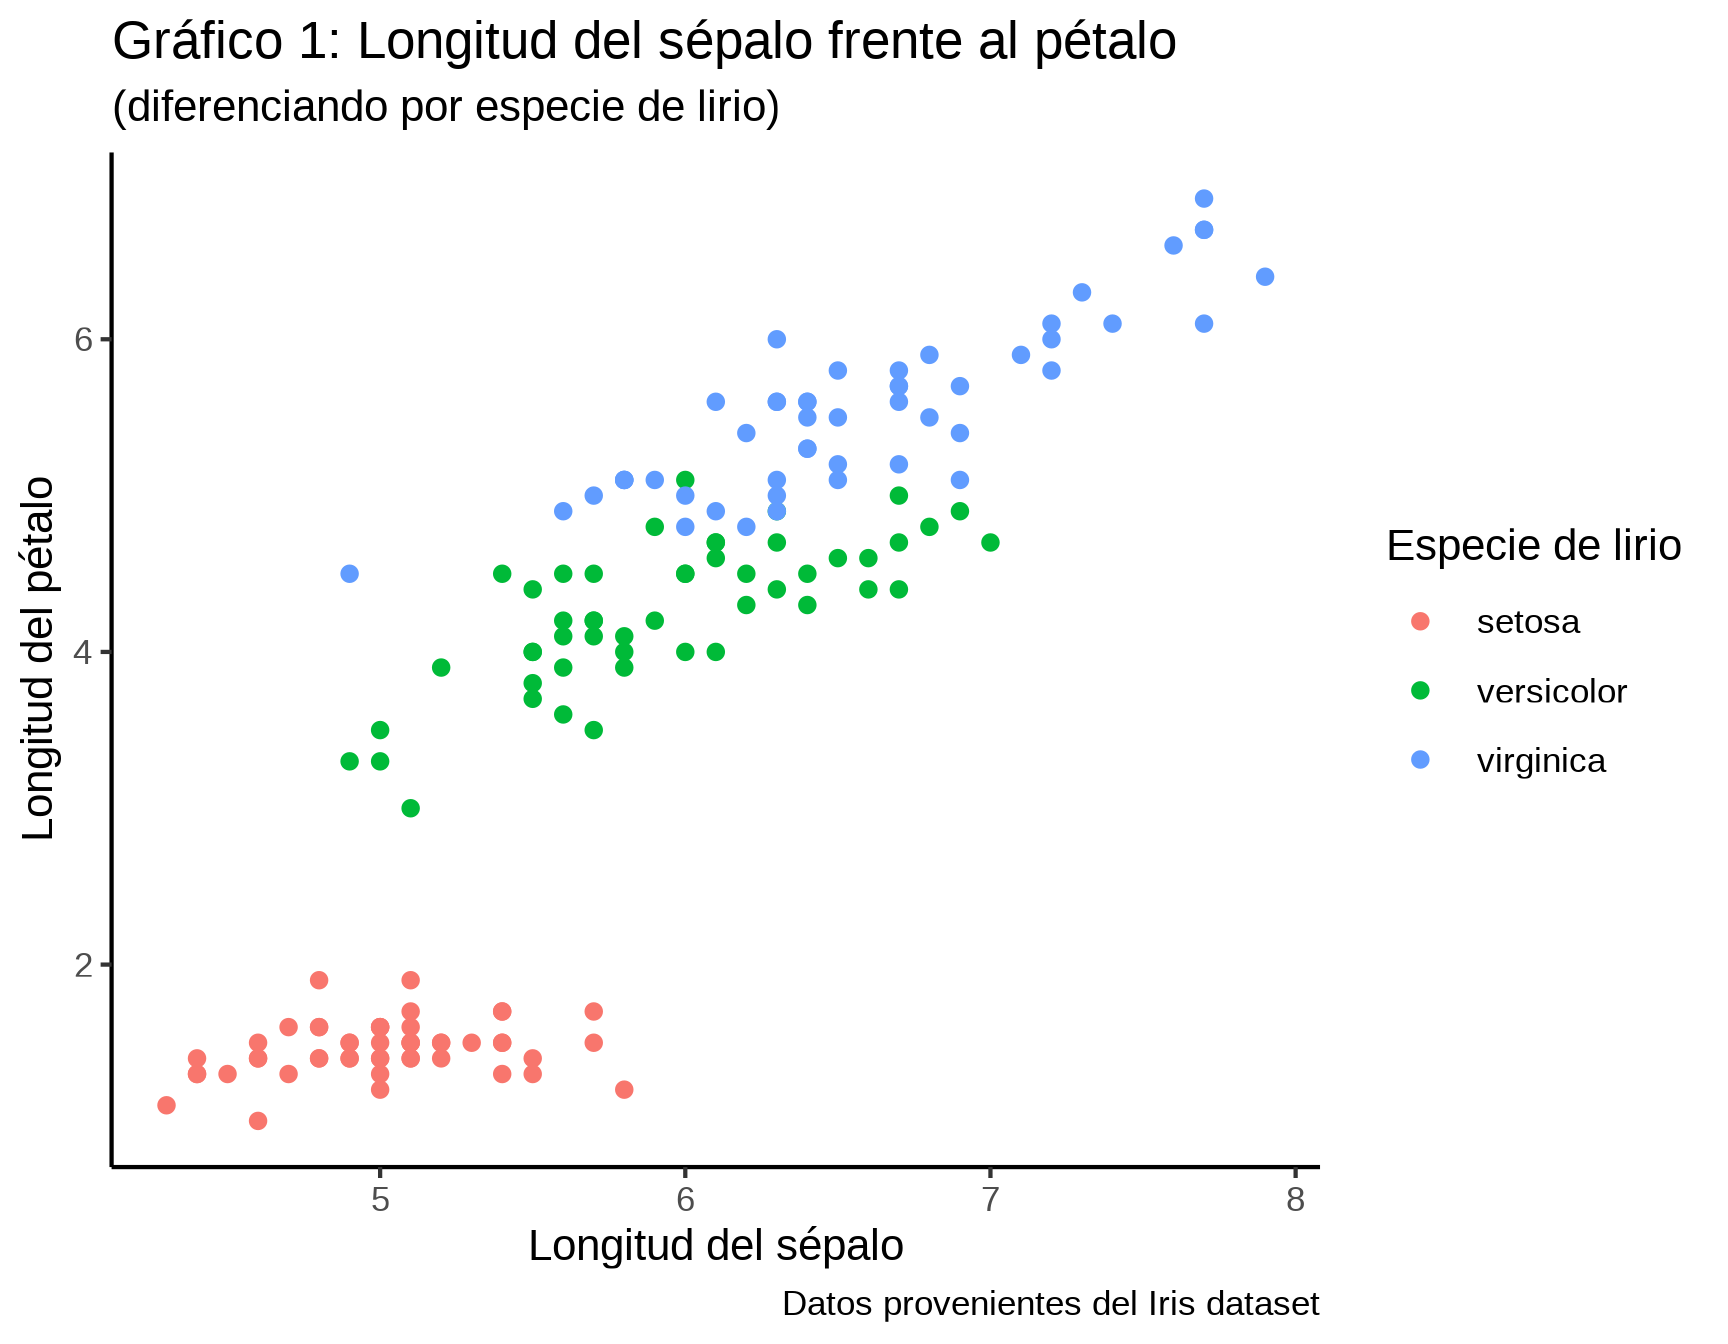 Gráfico 1: Longitud del sépalo frente al pétalo
(diferenciando por especie de lirio)
Longitud del pétalo
6
4
2
5
6
7
8
Longitud del sépalo
Especie de lirio
setosa
versicolor
virginica
Datos provenientes del Iris dataset